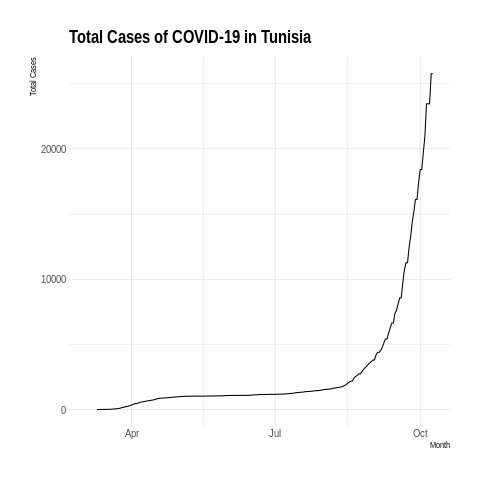 Total Cases of COVID-19 in Tunisia
Total Cases
20000
10000
0
Apr
Jul
Oct
Month